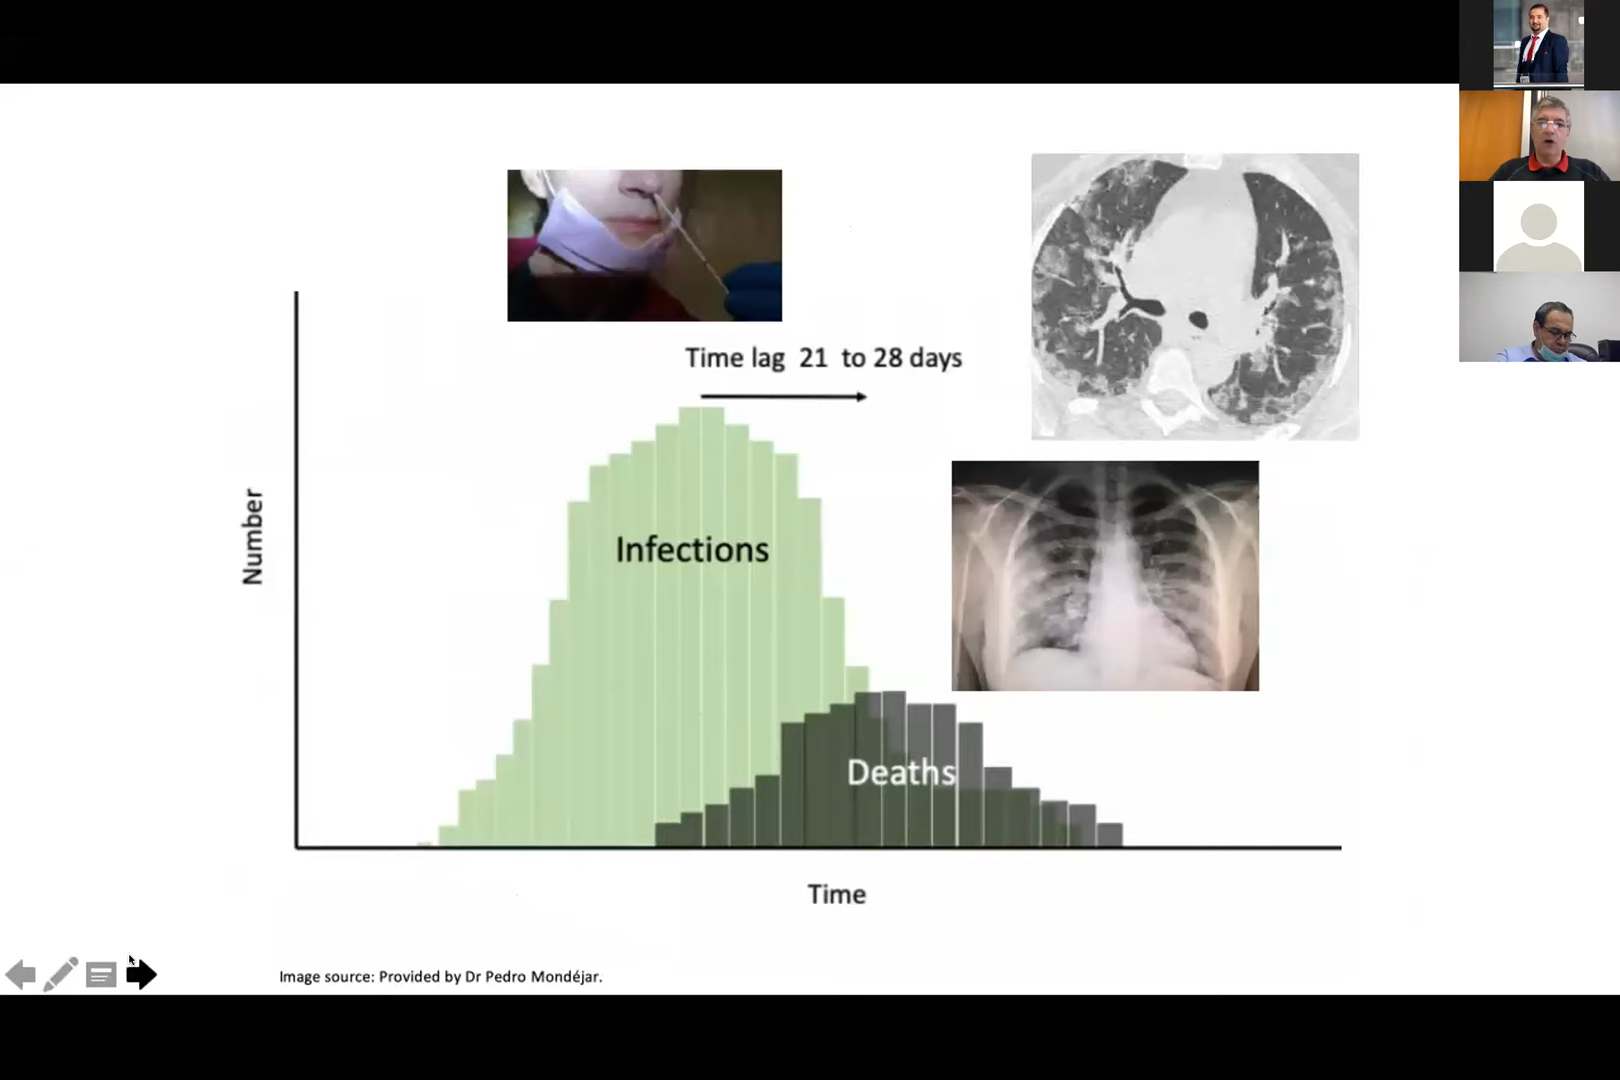 Time lag 21 to 28 days
Number
Infections
Deaths
Time
Image source: Provided by Dr Pedro Mondéjar.